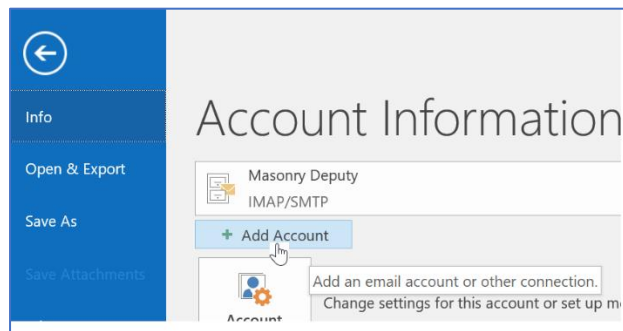 Info
Open & Export
Save As
Save Attachments
Account Information
Masonry Deputy
IMAP/SMTP
+ Add Account
Add an email account or other connection.
Change settings for this account or set up m
Account